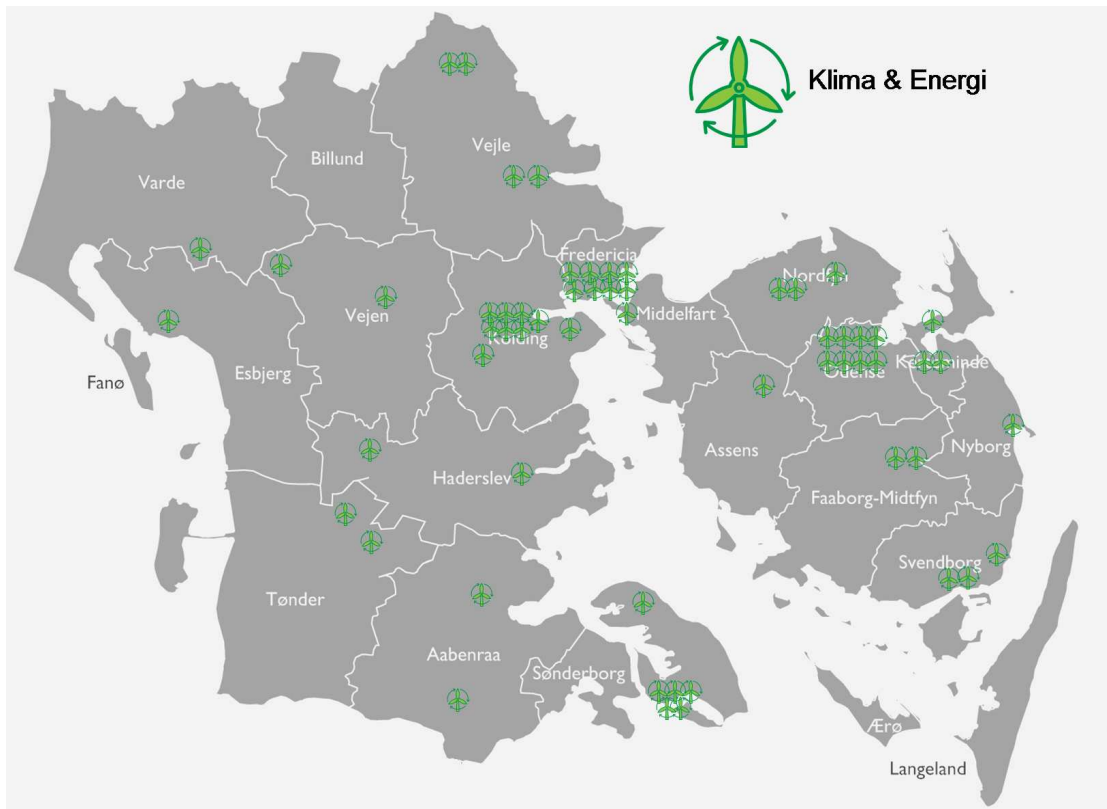 Klima & Energi
Vejle
Billund
Varde
Fredericia
Nordfyn
Vejen
Middelfart
Kolding
Kerteminde
Odense
Fanø
Esbjerg
Assens
Nyborg
Haderslev
Faaborg-Midtfyn
Svendborg
Tønder
Aabenraa
Sønderborg
Ærø
Langeland